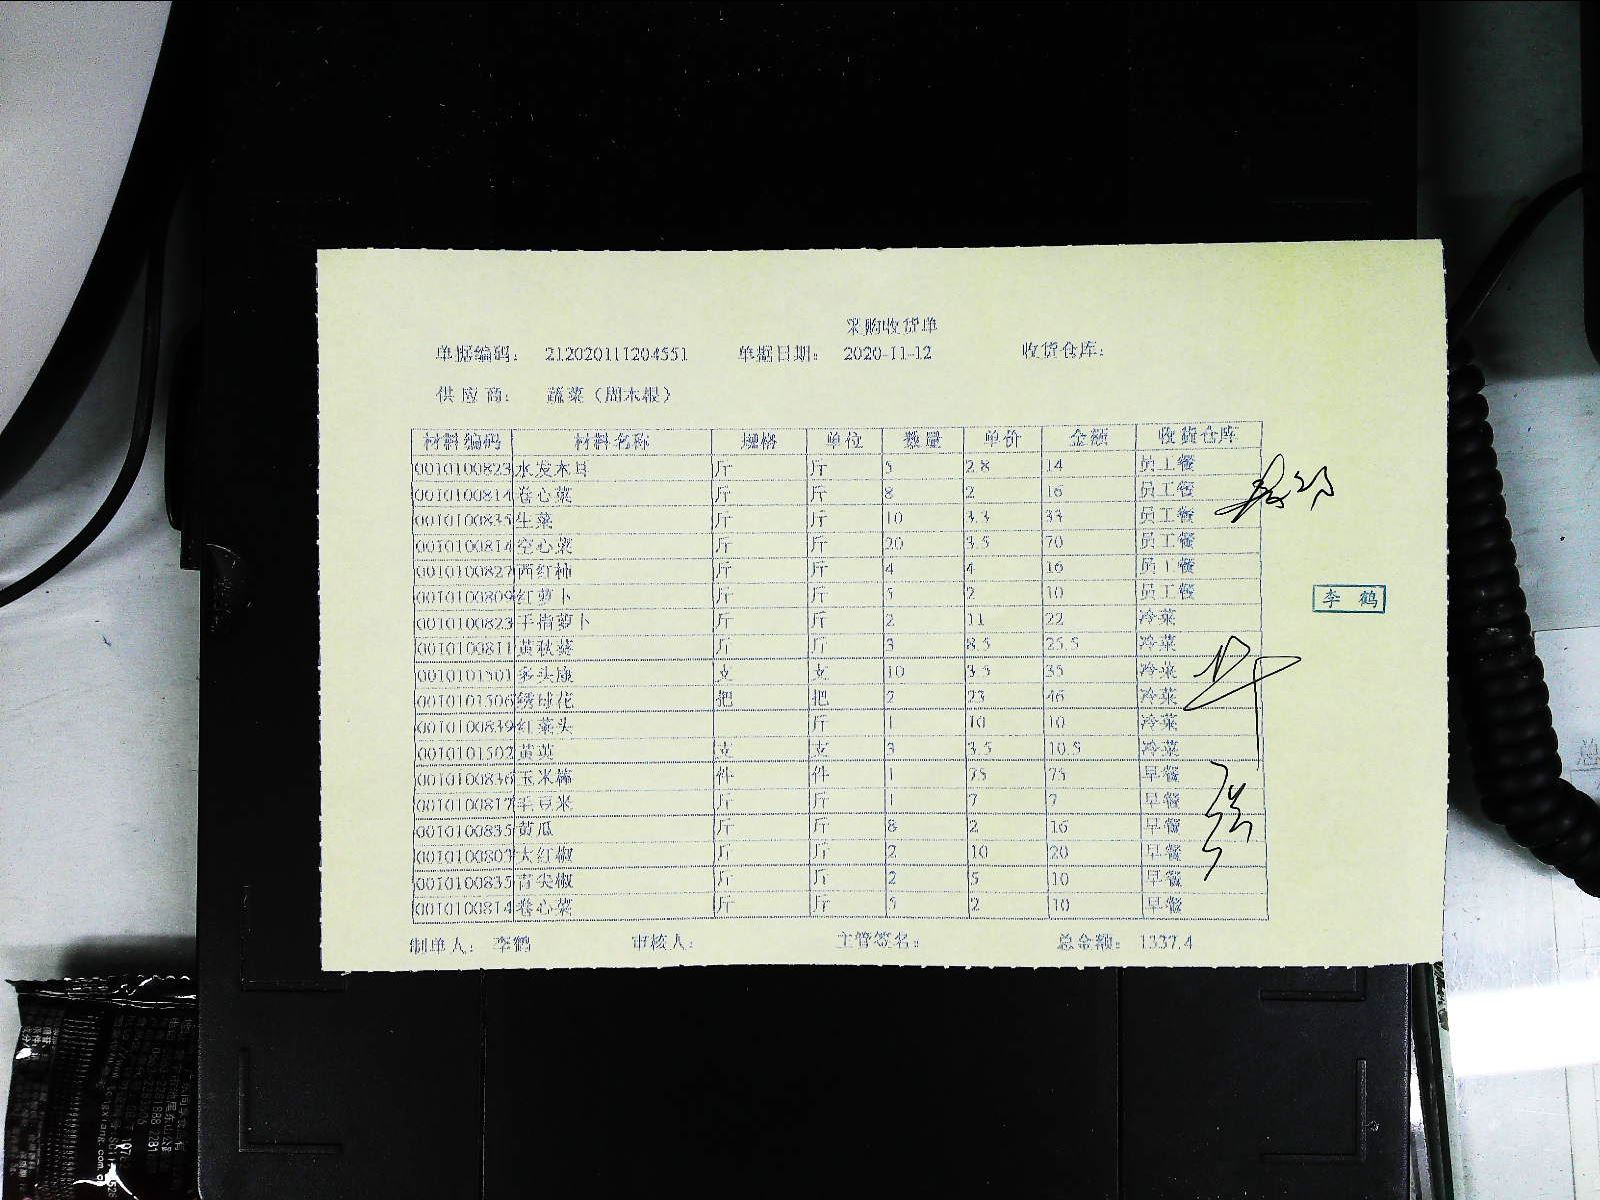 采购收货单
单据编码： 212020111204551 单据日期： 2020-11-12 收货仓库：
供应商： 蔬菜（周木根）
材料编码 材料名称 规格 单位 数量 单价 金额 收货仓库
0010100823 水发木耳 斤 斤 5 2.8 14 员工餐
0010100814 卷心菜 斤 斤 8 2 16 员工餐
0010100835 生菜 斤 斤 10 3.3 33 员工餐
0010100814 空心菜 斤 斤 20 3.5 70 员工餐
0010100827 西红柿 斤 斤 4 4 16 员工餐
0010100809 红萝卜 斤 斤 5 2 10 员工餐
0010100823 手指萝卜 斤 斤 2 11 22 冷菜
0010100811 黄秋葵 斤 斤 3 8.5 25.5 冷菜
0010101501 多头康 支 支 10 3.5 35 冷菜
0010101506 绣球花 把 把 2 23 46 冷菜
0010100839 红菜头 斤 1 10 10 冷菜
0010101502 黄英 支 支 3 3.5 10.5 冷菜
0010100836 玉米棒 件 件 1 75 75 早餐
0010100817 毛豆米 斤 斤 1 7 7 早餐
0010100835 黄瓜 斤 斤 8 2 16 早餐
0010100803 大红椒 斤 斤 2 10 20 早餐
0010100835 青尖椒 斤 斤 2 5 10 早餐
0010100814 卷心菜 斤 斤 5 2 10 早餐
制单人： 李鹤 审核人： 主管签名： 总金额： 1337.4
李 鹤